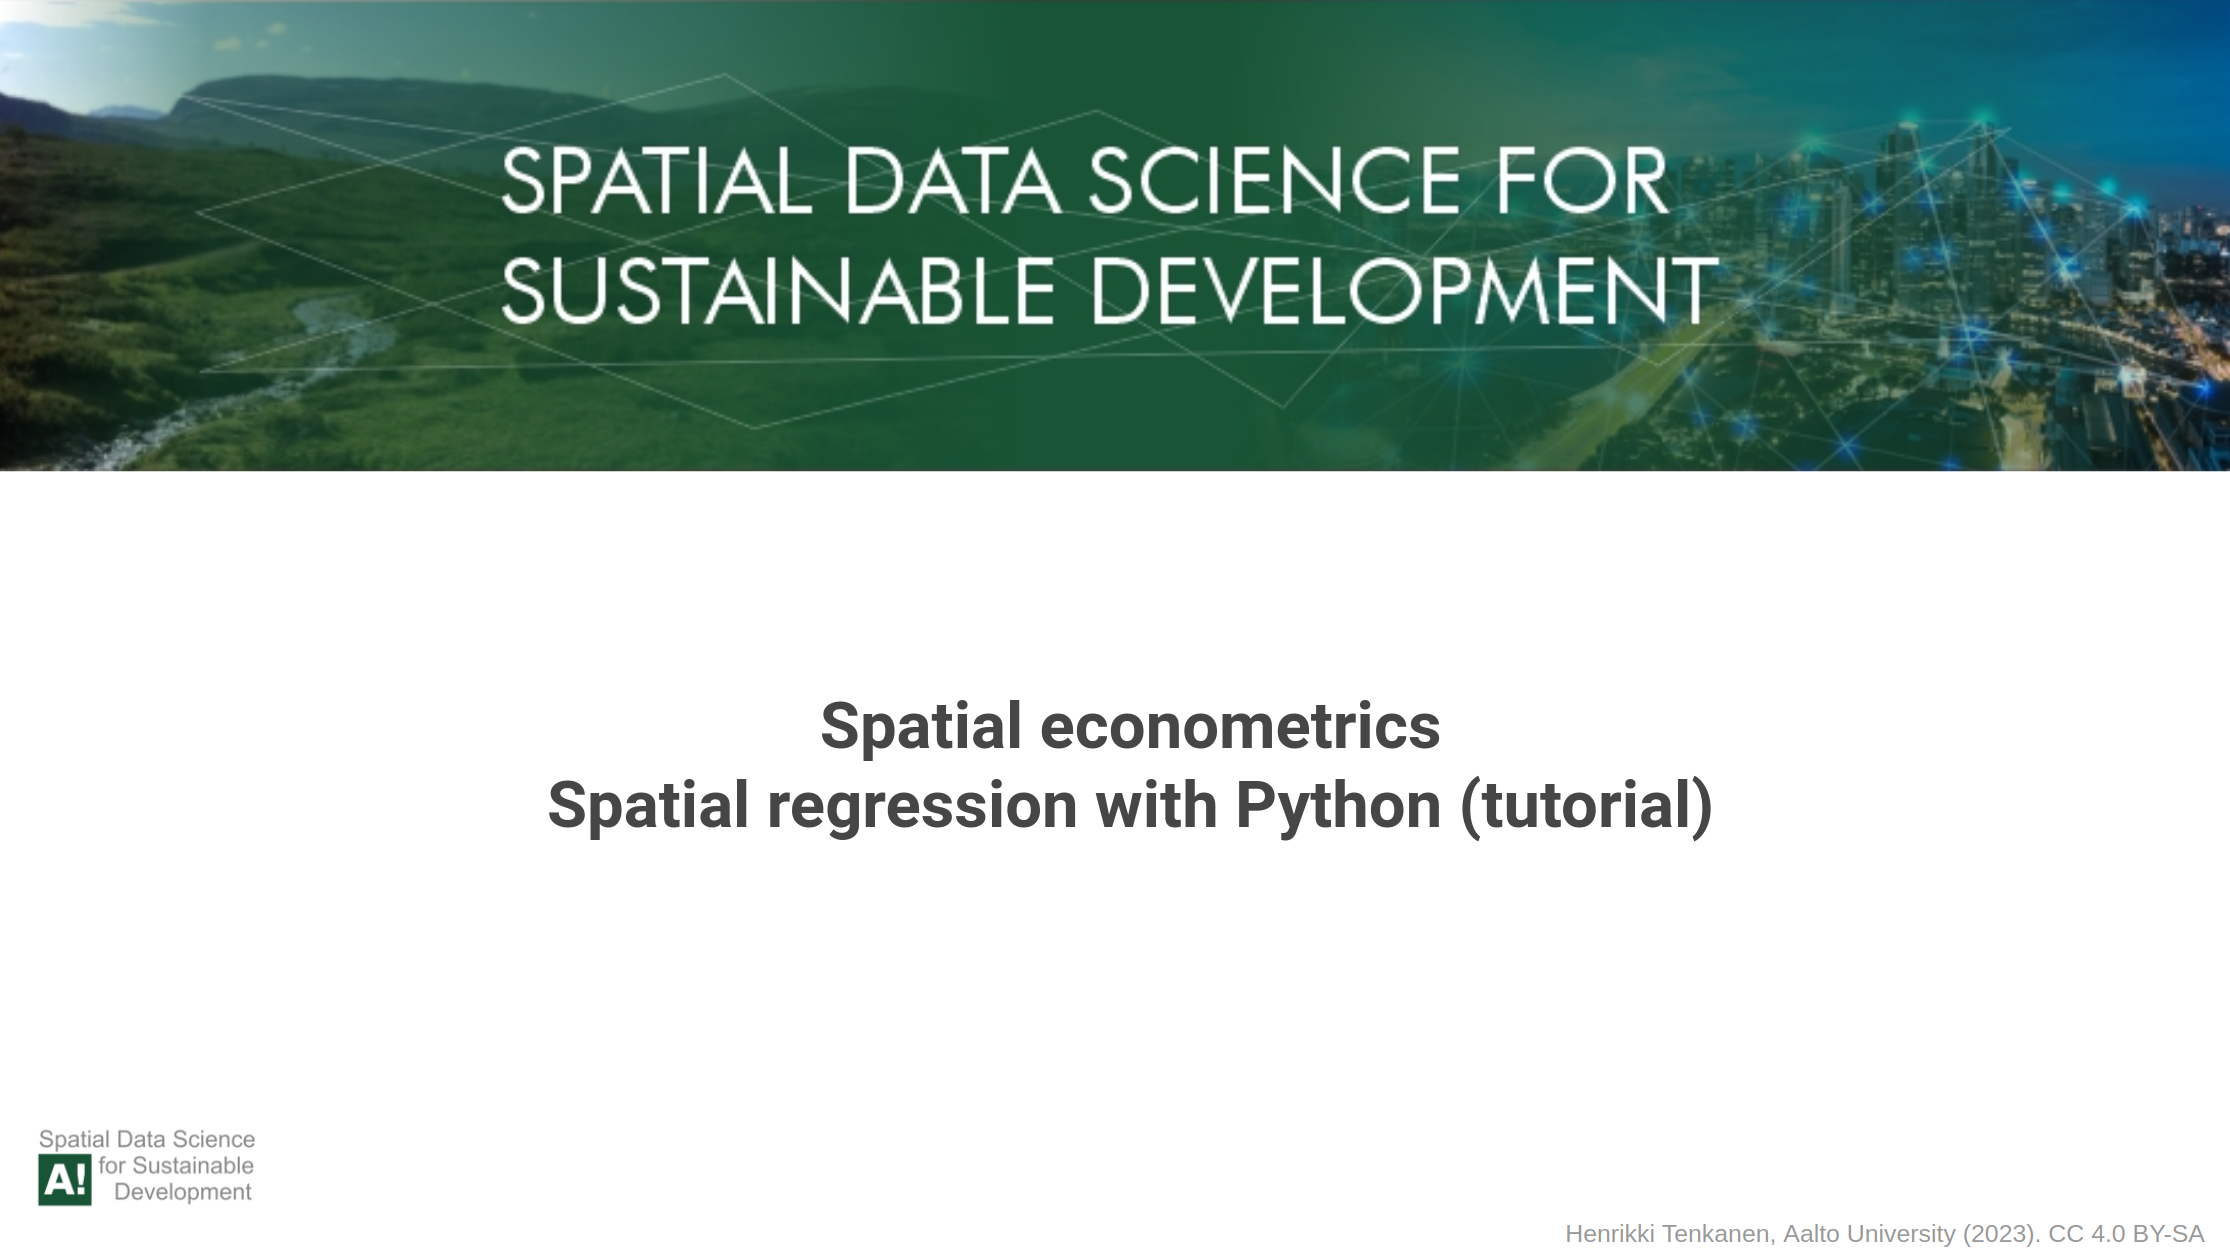 SPATIAL DATA SCIENCE FOR
SUSTAINABLE DEVELOPMENT
Spatial econometrics
Spatial regression with Python (tutorial)
Spatial Data Science
A! for Sustainable
Development
Henrikki Tenkanen, Aalto University (2023). CC 4.0 BY-SA